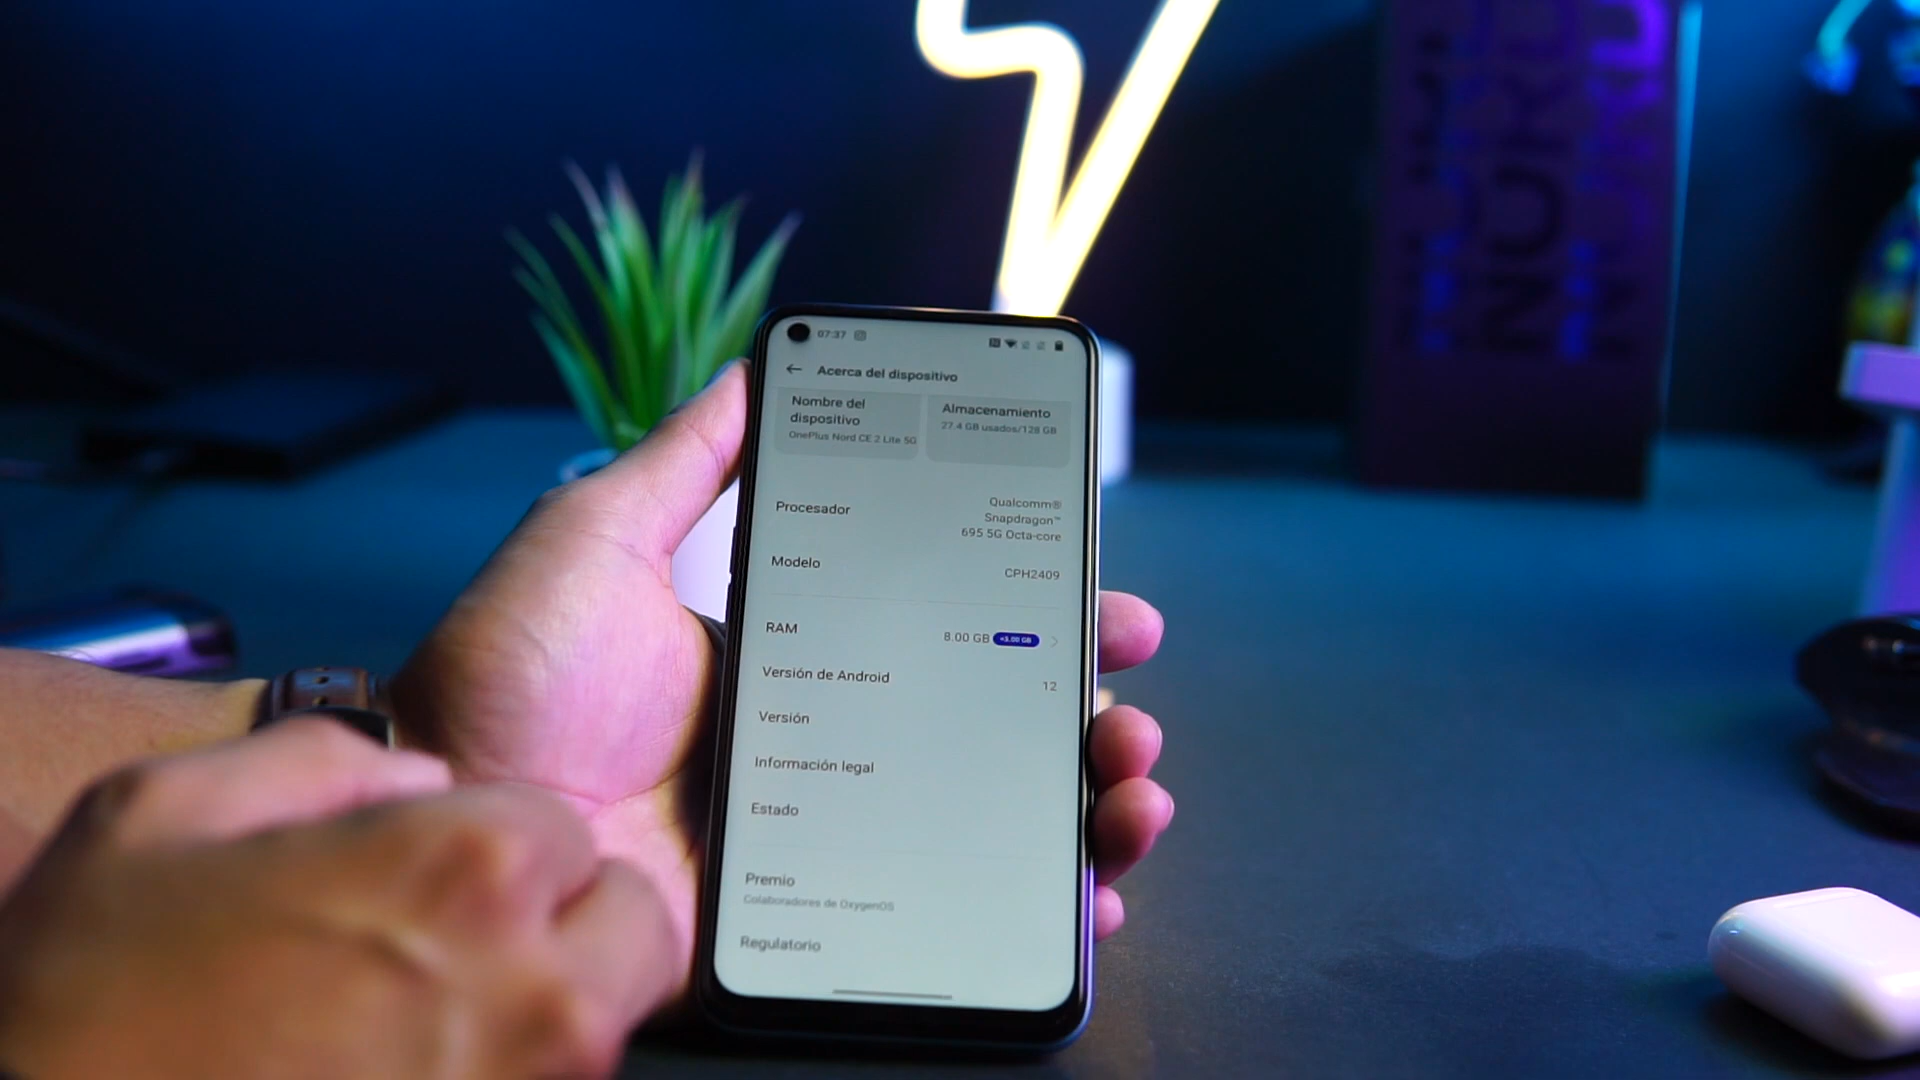 07:37
Acerca del dispositivo
Nombre del
dispositivo
OnePlus Nord CE 2 Lite 5G
Almacenamiento
27.4 GB usados/128 GB
Procesador
Qualcomm®
Snapdragon™
695 5G Octa-core
Modelo
CPH2409
RAM
8.00 GB
Versión de Android
12
Versión
Información legal
Estado
Premio
Colaboradores de OxygenOS
Regulatorio